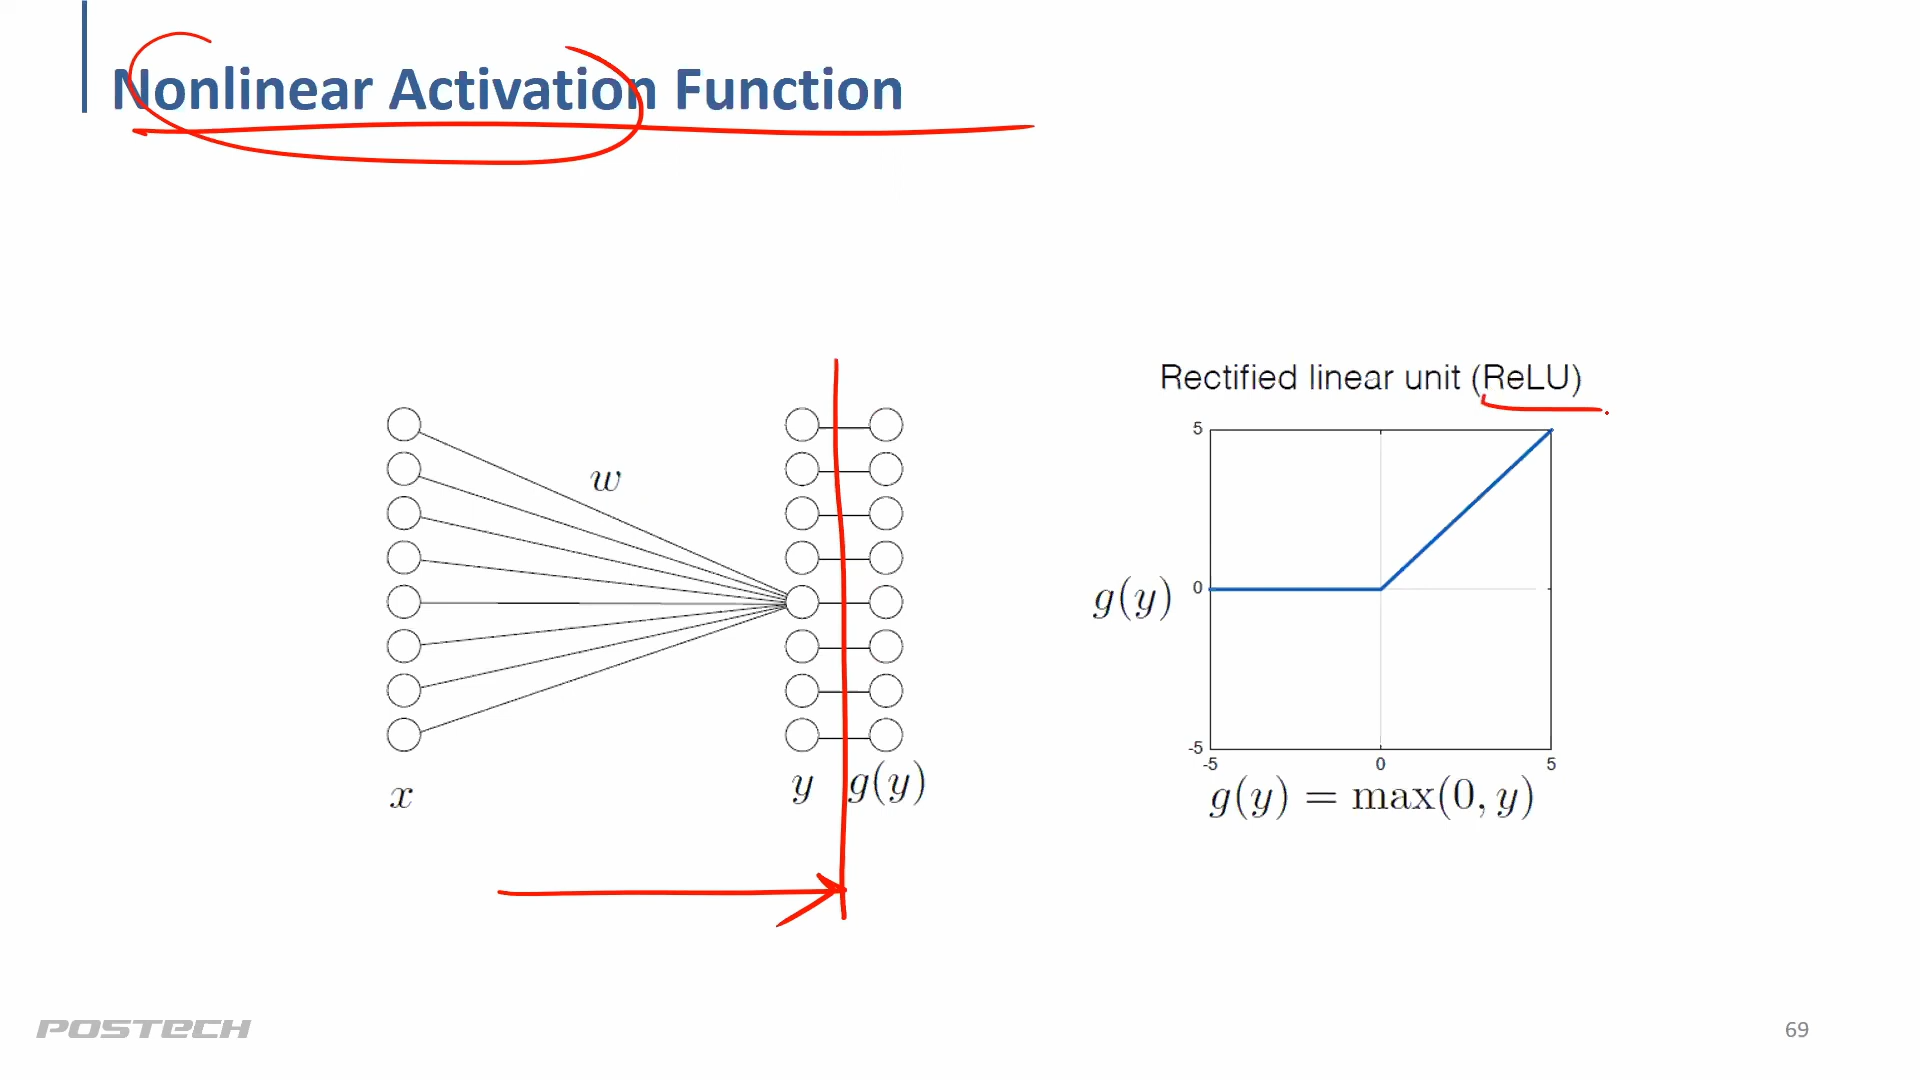 Nonlinear Activation Function
w
x
y
g(y)
Rectified linear unit (ReLU)
5
g(y)
0
-5
-5 0 5
g(y) = max(0, y)
POSTECH
69